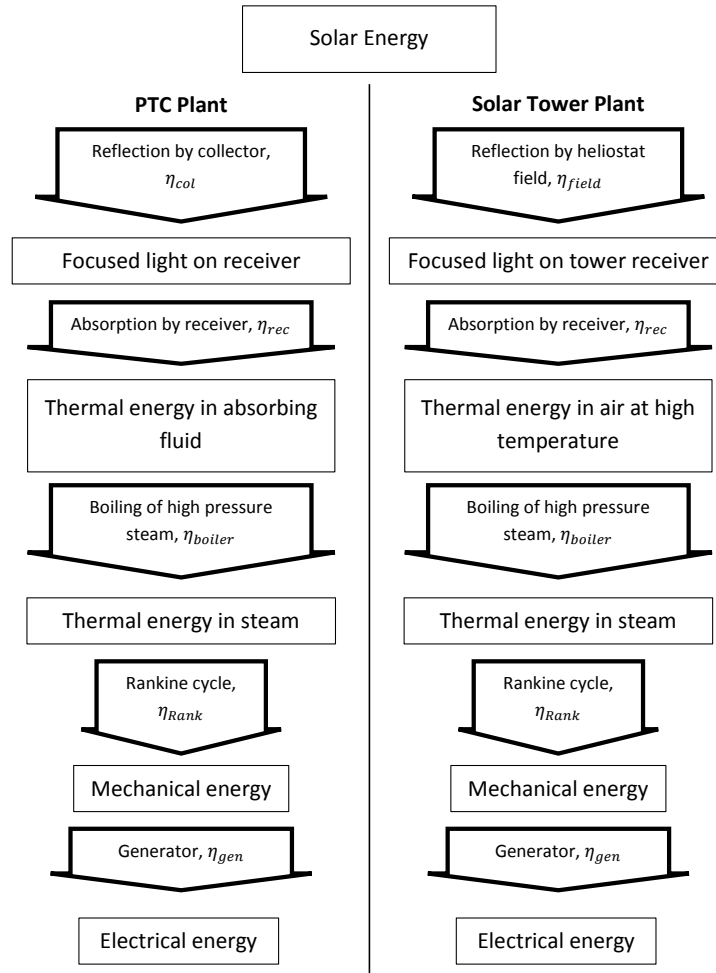 Solar Energy
PTC Plant
Reflection by collector,
η_col
Focused light on receiver
Absorption by receiver, η_rec
Thermal energy in absorbing
fluid
Boiling of high pressure
steam, η_boiler
Thermal energy in steam
Rankine cycle,
η_Rank
Mechanical energy
Generator, η_gen
Electrical energy
Solar Tower Plant
Reflection by heliostat
field, η_field
Focused light on tower receiver
Absorption by receiver, η_rec
Thermal energy in air at high
temperature
Boiling of high pressure
steam, η_boiler
Thermal energy in steam
Rankine cycle,
η_Rank
Mechanical energy
Generator, η_gen
Electrical energy